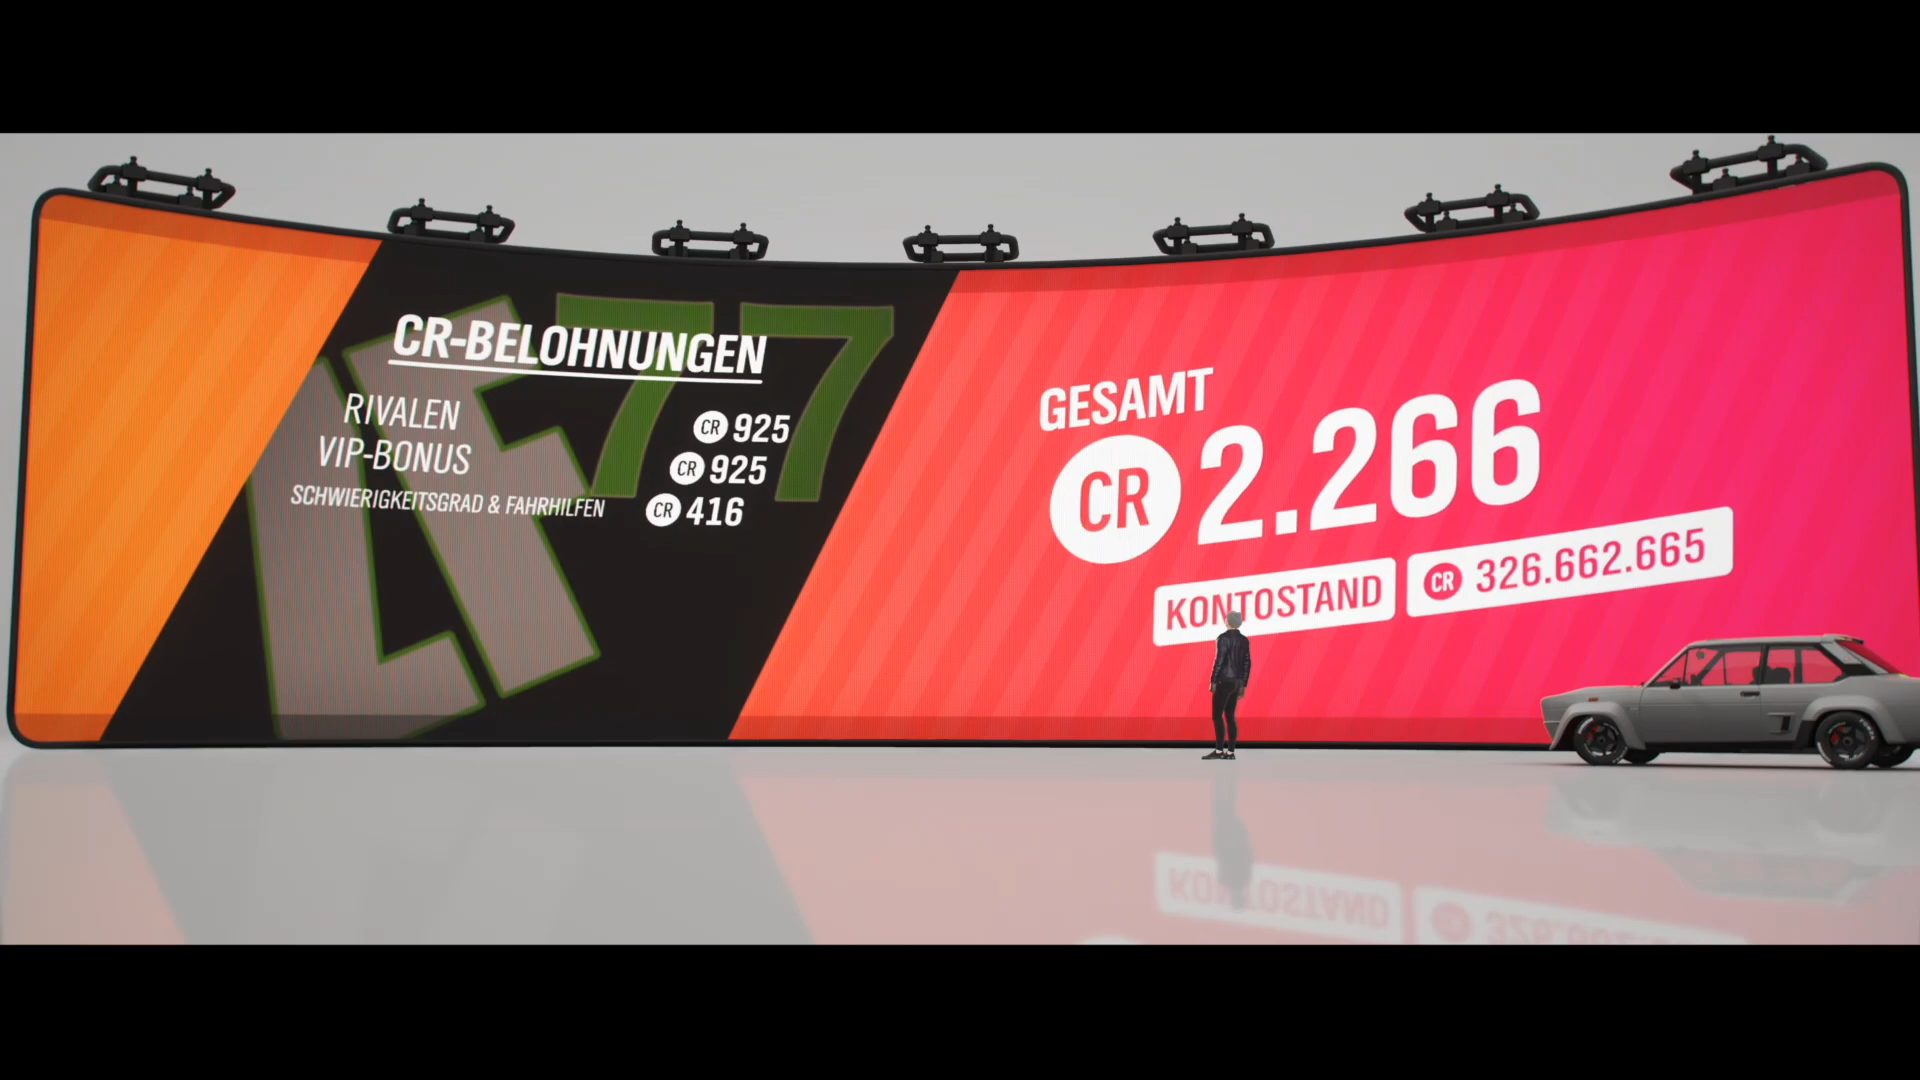 LF77
CR-BELOHNUNGEN
RIVALEN CR 925
VIP-BONUS CR 925
SCHWIERIGKEITSGRAD & FAHRHILFEN CR 416
GESAMT
CR 2.266
KONTOSTAND CR 326.662.665